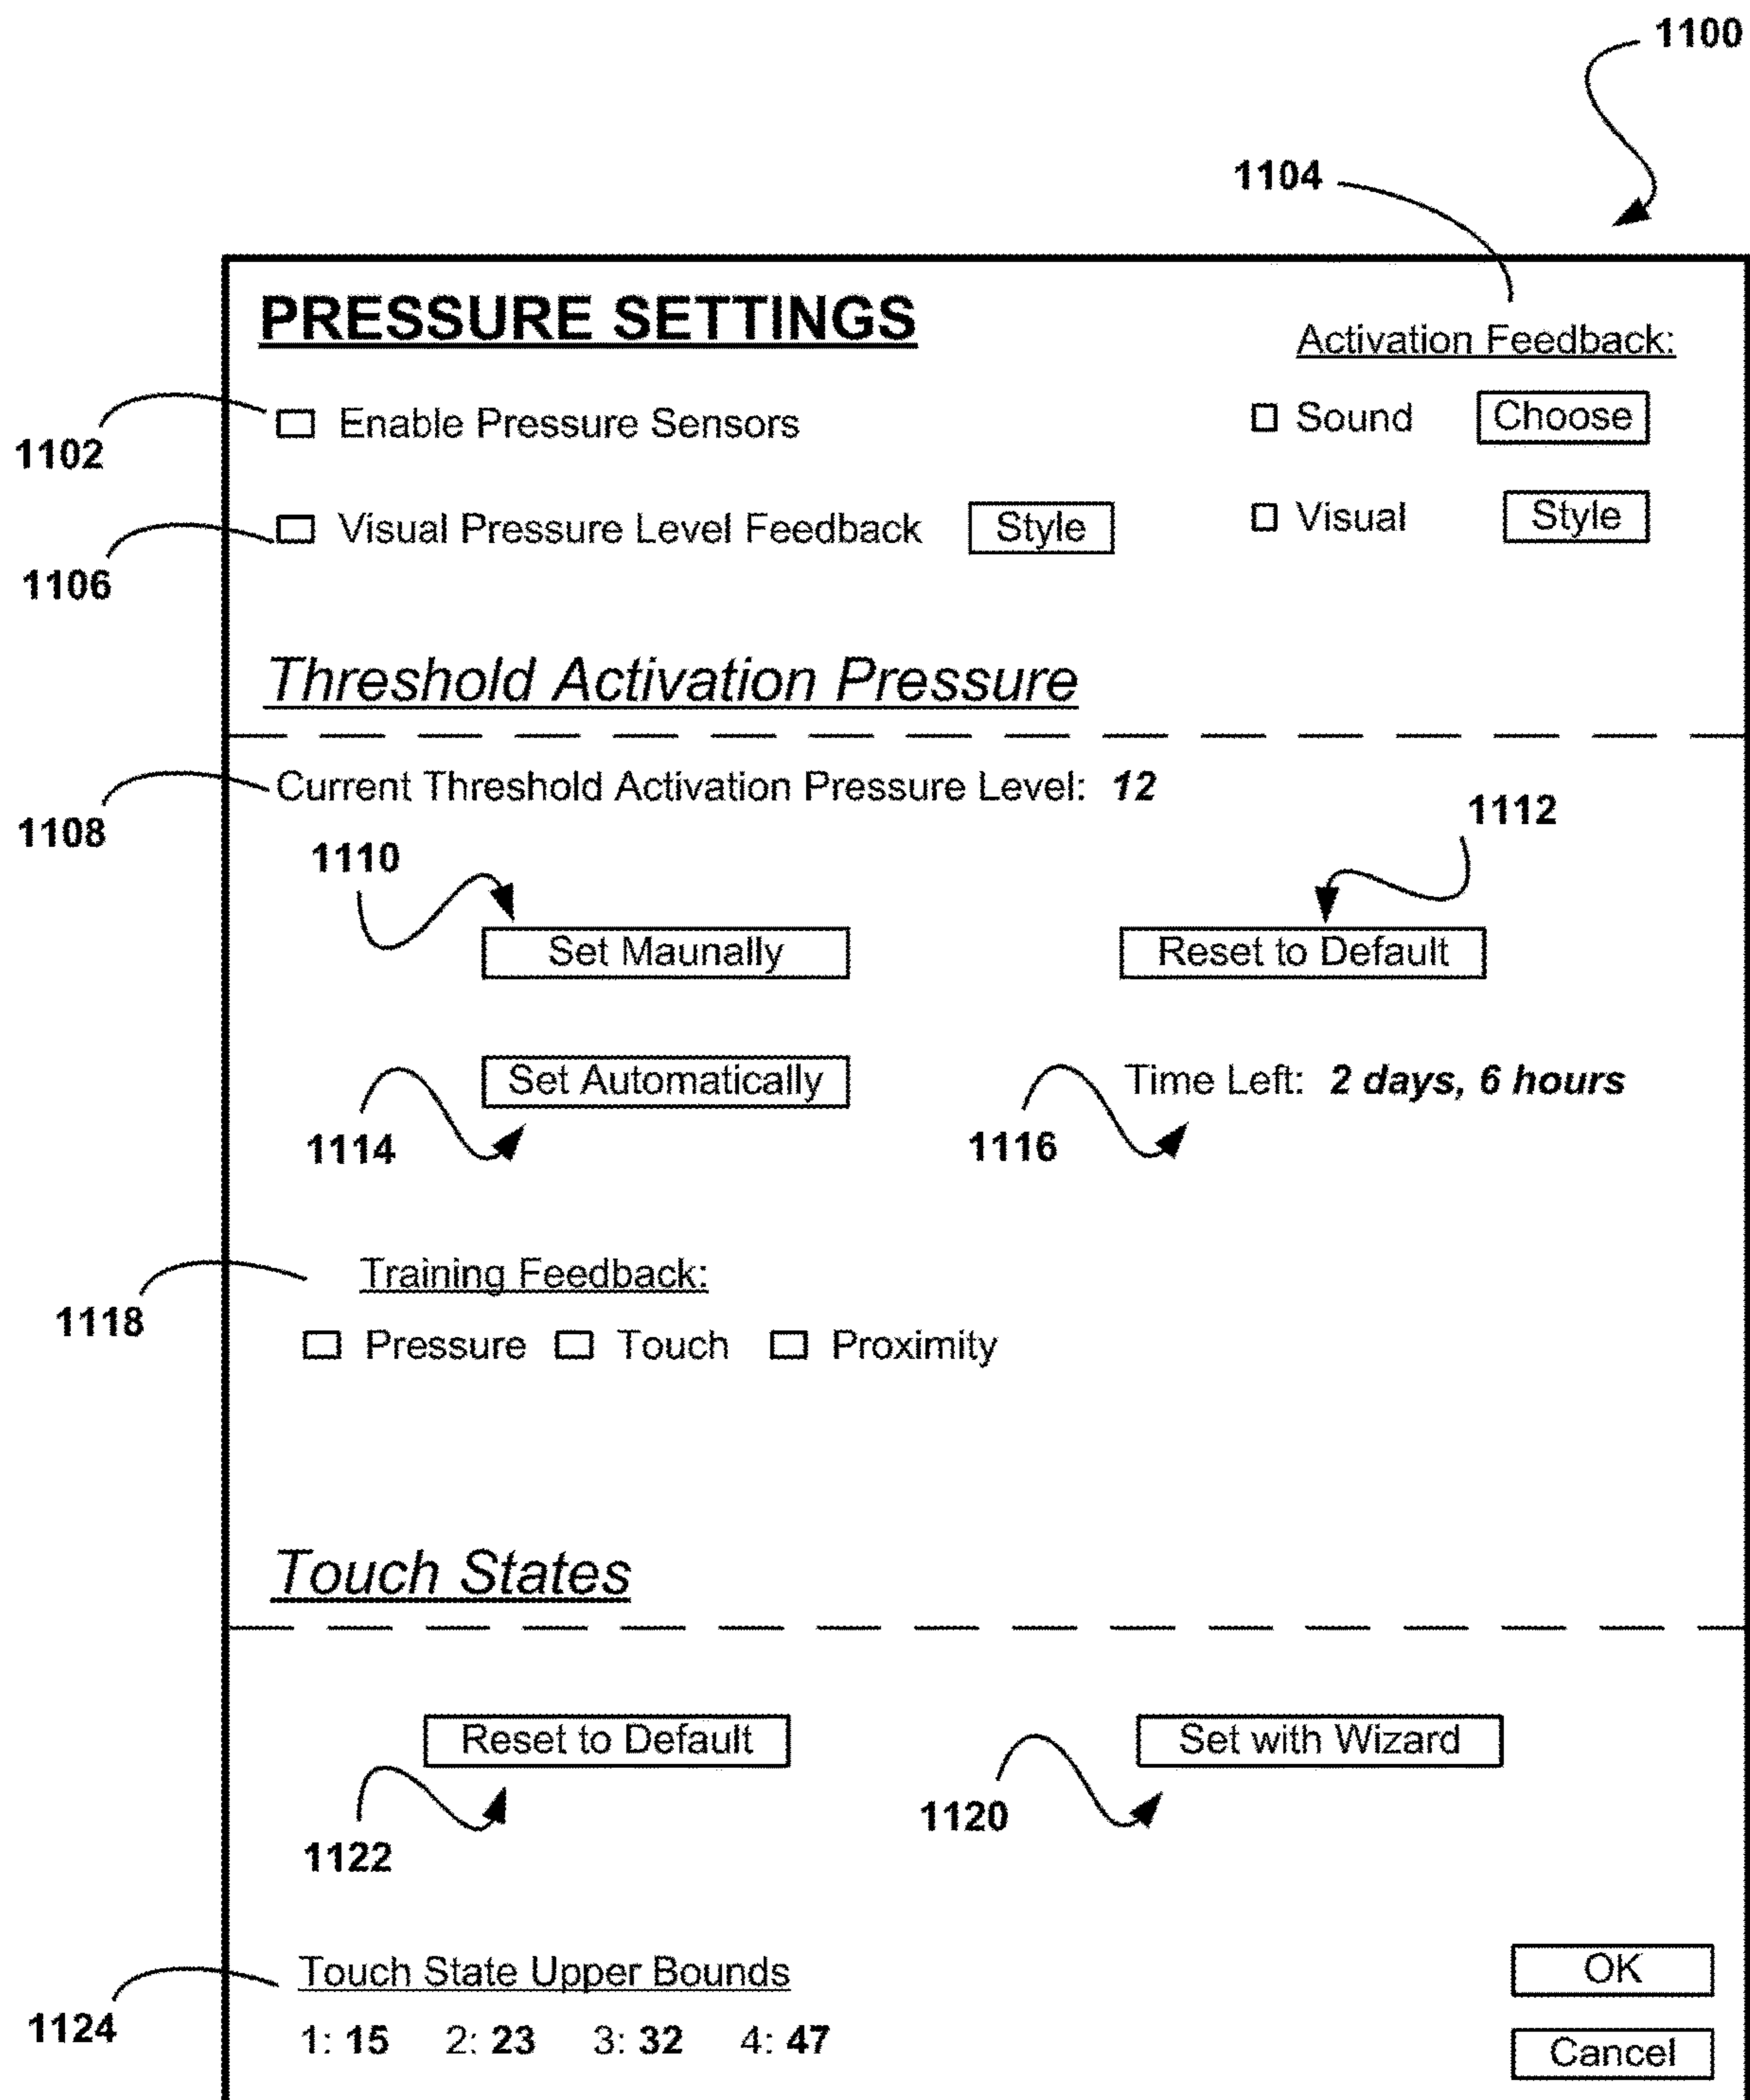 1100
1104
PRESSURE SETTINGS
Activation Feedback:
1102
Enable Pressure Sensors
Sound Choose
1106
Visual Pressure Level Feedback Style
Visual Style
Threshold Activation Pressure
1108
Current Threshold Activation Pressure Level: 12
1110
1112
Set Maunally
Reset to Default
Set Automatically
Time Left: 2 days, 6 hours
1114
1116
1118
Training Feedback:
Pressure Touch Proximity
Touch States
Reset to Default
Set with Wizard
1122
1120
1124
Touch State Upper Bounds
1: 15 2: 23 3: 32 4: 47
OK
Cancel